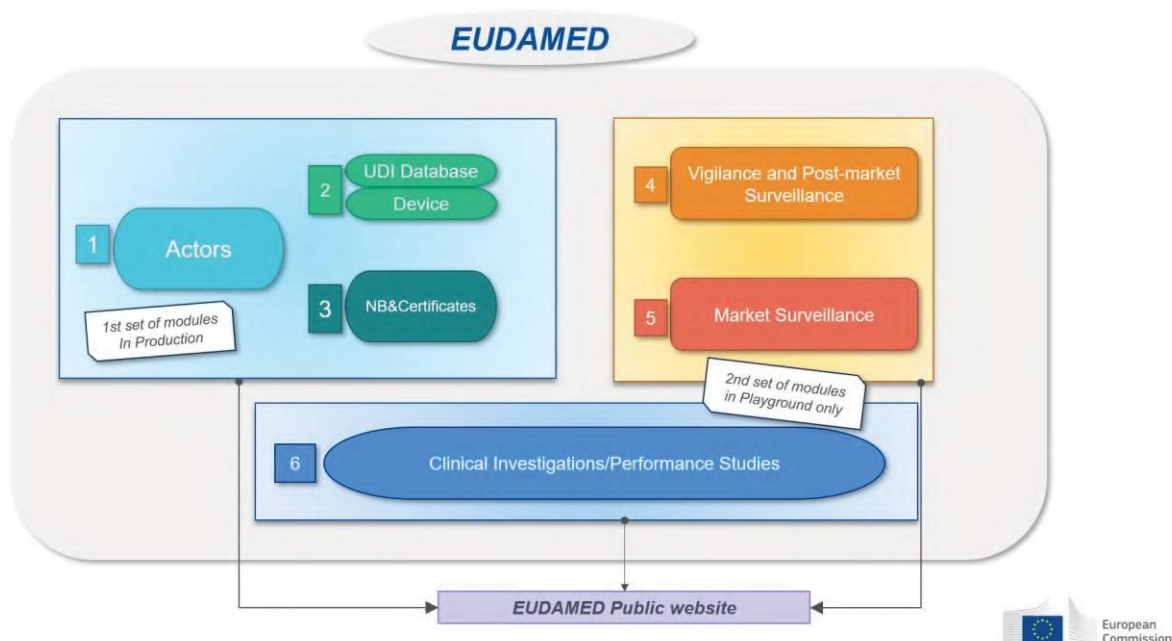 EUDAMED
1
Actors
2
UDI Database
Device
3
NB&Certificates
1st set of modules
In Production
4
Vigilance and Post-market
Surveillance
5
Market Surveillance
2nd set of modules
in Playground only
6
Clinical Investigations/Performance Studies
EUDAMED Public website
European
Commission